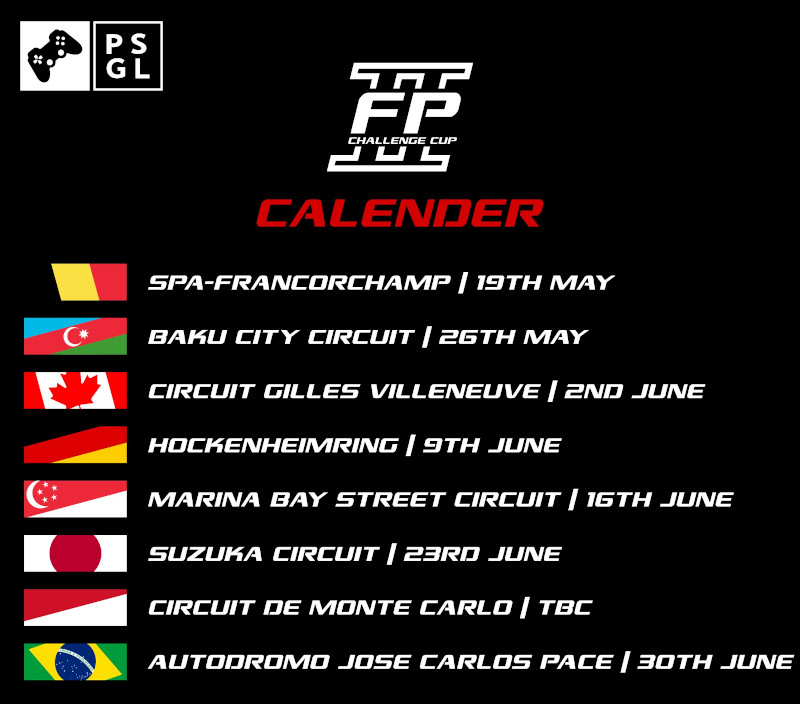 PS
GL
FP
CHALLENGE CUP
CALENDER
SPA-FRANCORCHAMP | 19TH MAY
BAKU CITY CIRCUIT | 26TH MAY
CIRCUIT GILLES VILLENEUVE | 2ND JUNE
HOCKENHEIMRING | 9TH JUNE
MARINA BAY STREET CIRCUIT | 16TH JUNE
SUZUKA CIRCUIT | 23RD JUNE
CIRCUIT DE MONTE CARLO | TBC
AUTODROMO JOSE CARLOS PACE | 30TH JUNE